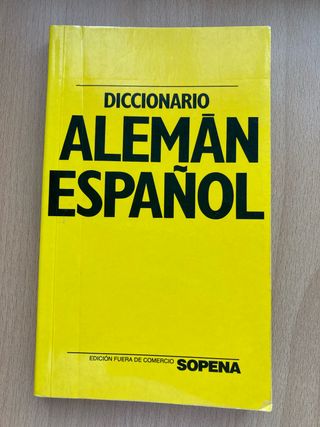 DICCIONARIO
ALEMÁN
ESPAÑOL
EDICIÓN FUERA DE COMERCIO SOPENA